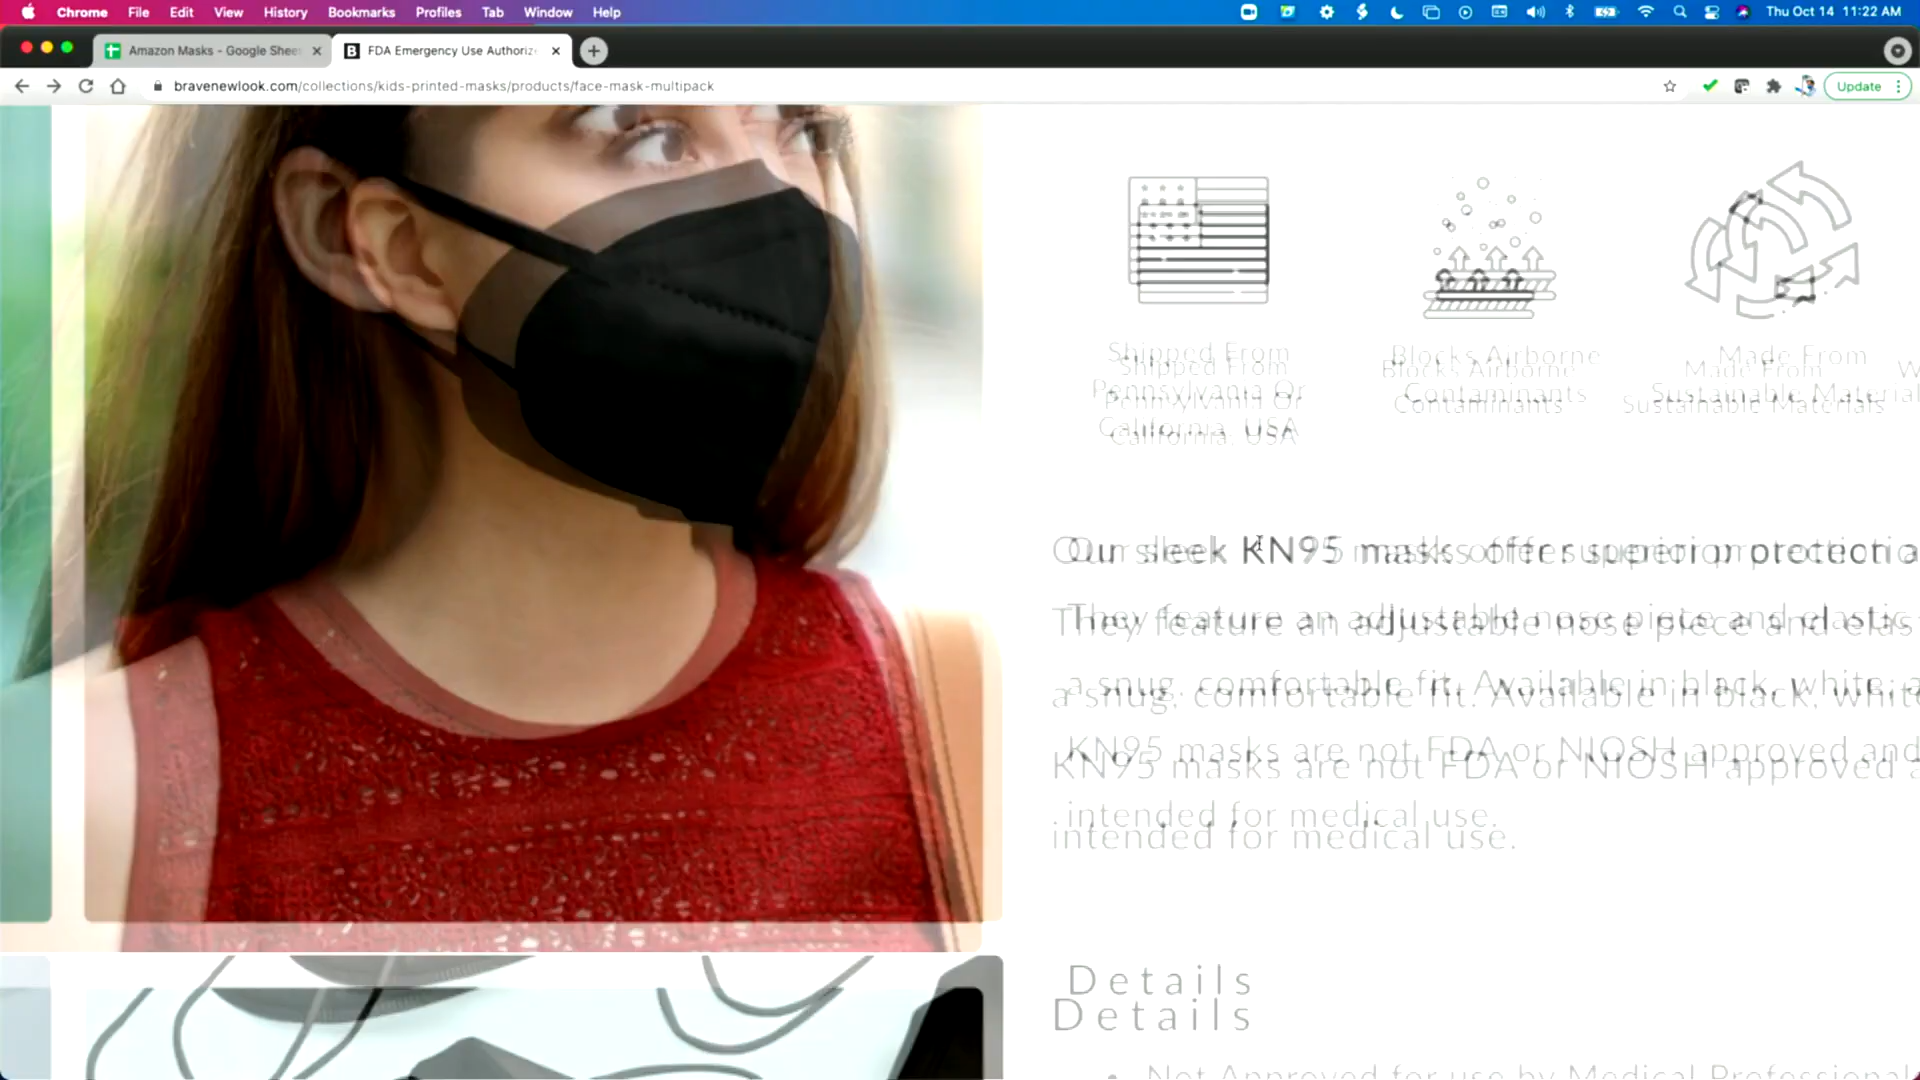 Chrome File Edit View History Bookmarks Profiles Tab Window Help Thu Oct 14 11:22 AM
Amazon Masks - Google Shee
FDA Emergency Use Authoriz
bravenewlook.com/collections/kids-printed-masks/products/face-mask-multipack
Update
Shipped From
Pennsylvania Or
California, USA
Blocks Airborne
Contaminants
Made From
Sustainable Materials
Our sleek KN95 masks offer superior protection
They feature an adjustable nose piece and elastic
a snug, comfortable fit. Available in black, white
KN95 masks are not FDA or NIOSH approved and
intended for medical use.
Details
• Not Approved for use by Medical Professional